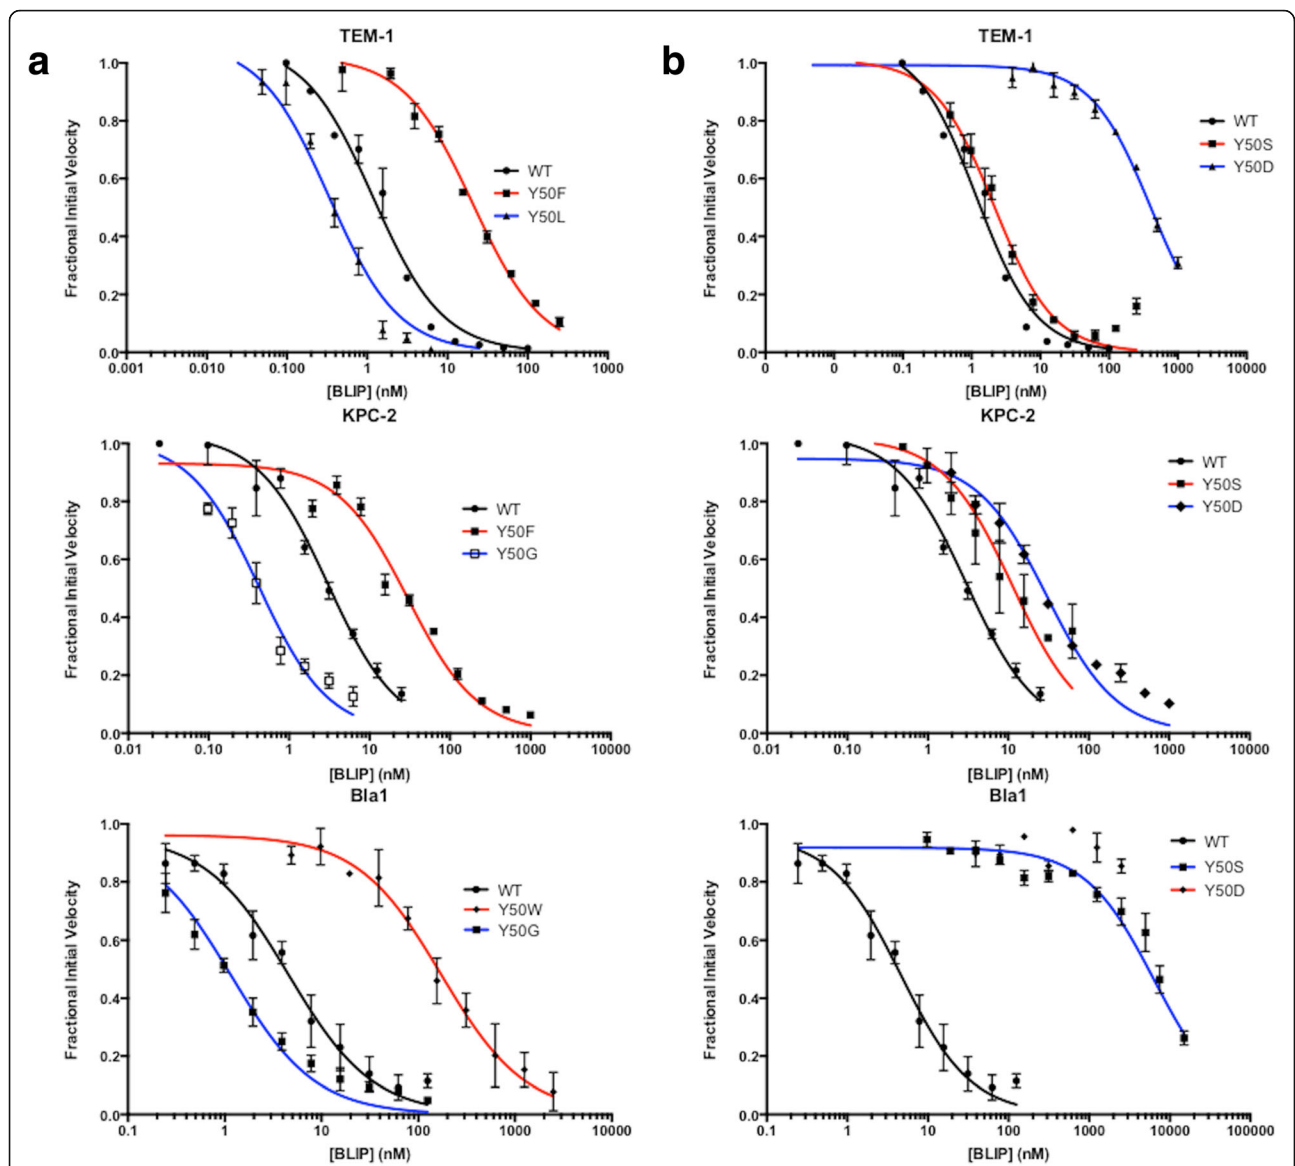 a
TEM-1
1.0
0.8
0.6
0.4
0.2
0.0
Fractional Initial Velocity
WT
Y50F
Y50L
0.001
0.010
0.100
1
10
100
1000
[BLIP] (nM)
b
TEM-1
1.0
0.8
0.6
0.4
0.2
0.0
Fractional Initial Velocity
WT
Y50S
Y50D
0
0
0.1
1
10
100
1000
10000
[BLIP] (nM)
KPC-2
1.0
0.8
0.6
0.4
0.2
0.0
Fractional Initial Velocity
WT
Y50F
Y50G
0.01
0.10
1
10
100
1000
10000
[BLIP] (nM)
KPC-2
1.0
0.8
0.6
0.4
0.2
0.0
Fractional Initial Velocity
WT
Y50S
Y50D
0.01
0.10
1
10
100
1000
10000
[BLIP] (nM)
Bla1
1.0
0.8
0.6
0.4
0.2
0.0
Fractional Initial Velocity
WT
Y50W
Y50G
0.1
1
10
100
1000
10000
[BLIP] (nM)
Bla1
1.0
0.8
0.6
0.4
0.2
0.0
Fractional Initial Velocity
WT
Y50S
Y50D
0.1
1
10
100
1000
10000
100000
[BLIP] (nM)